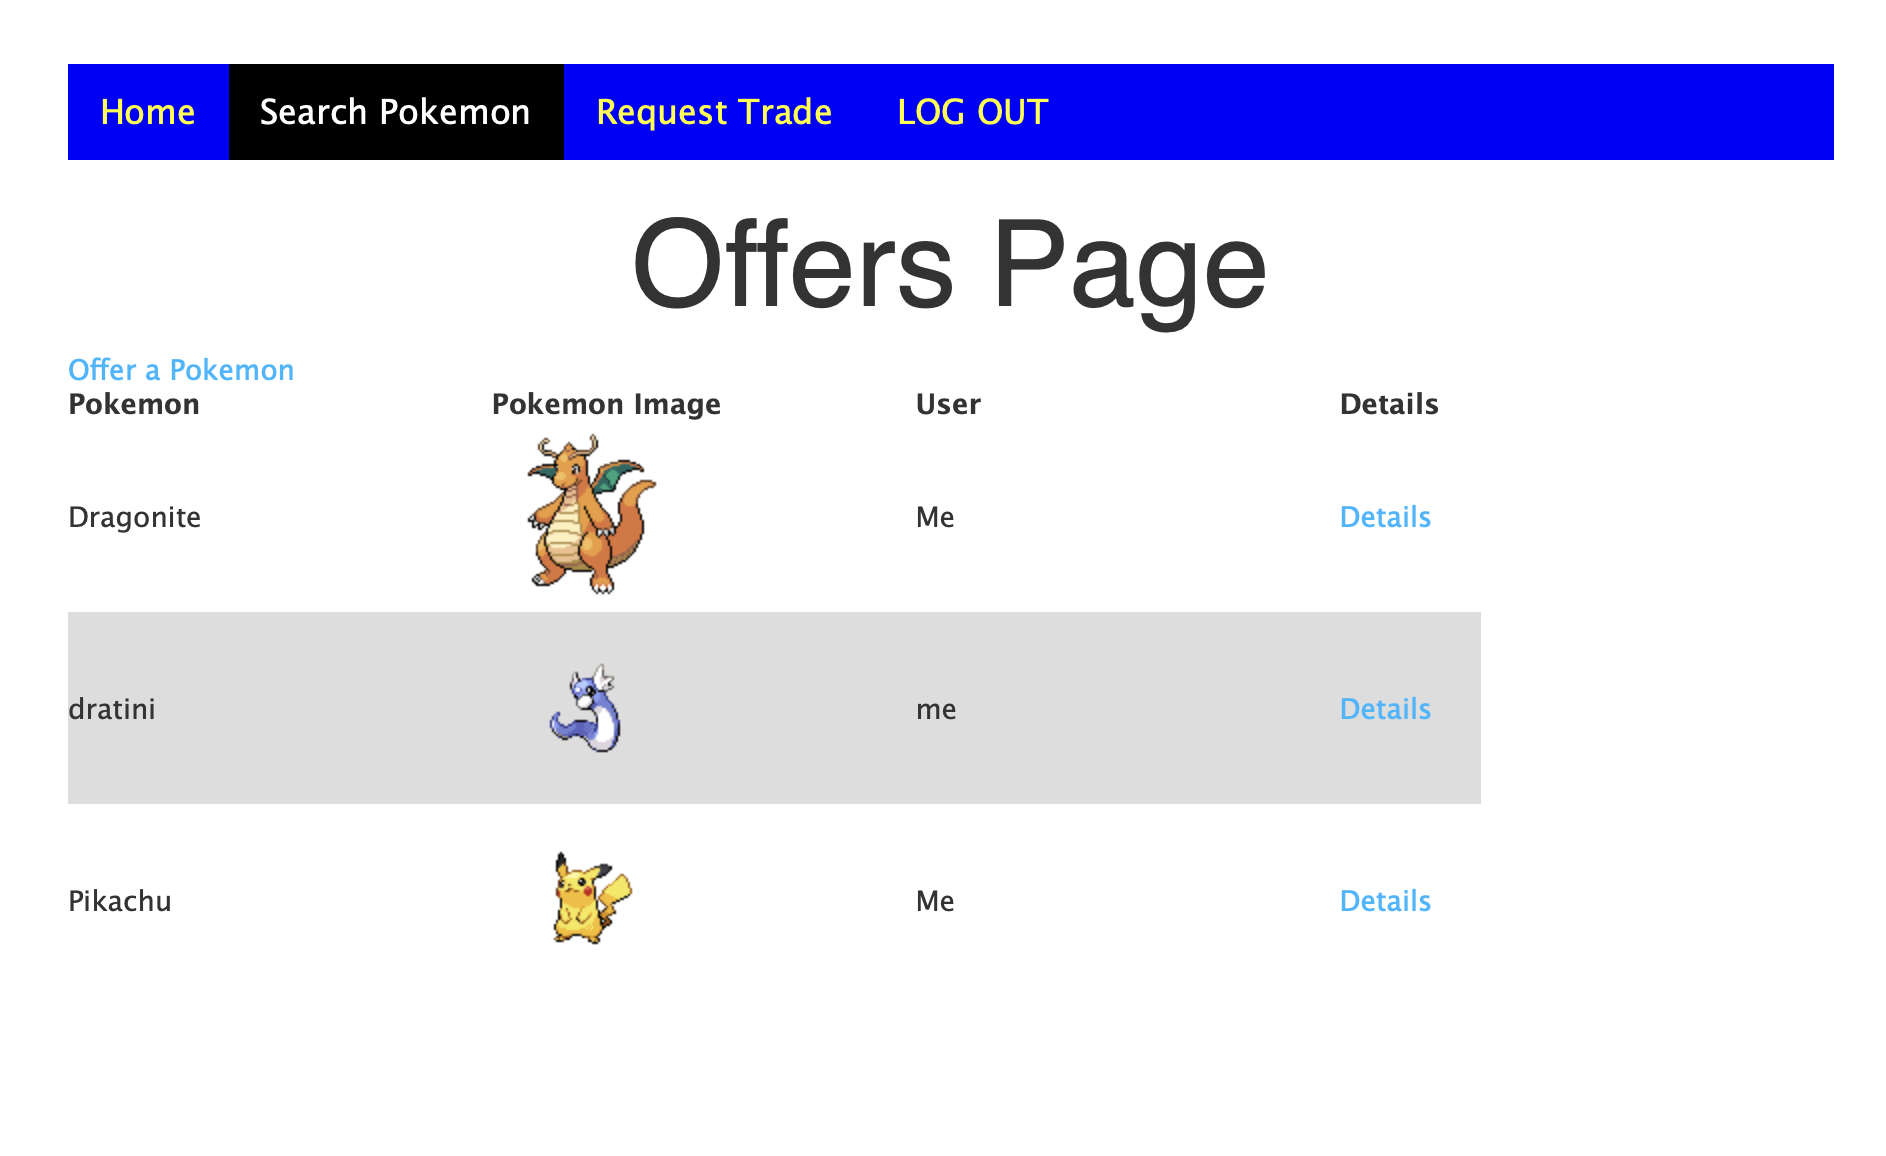 Home Search Pokemon Request Trade LOG OUT
Offers Page
Offer a Pokemon
Pokemon Pokemon Image User Details
Dragonite Me Details
dratini me Details
Pikachu Me Details